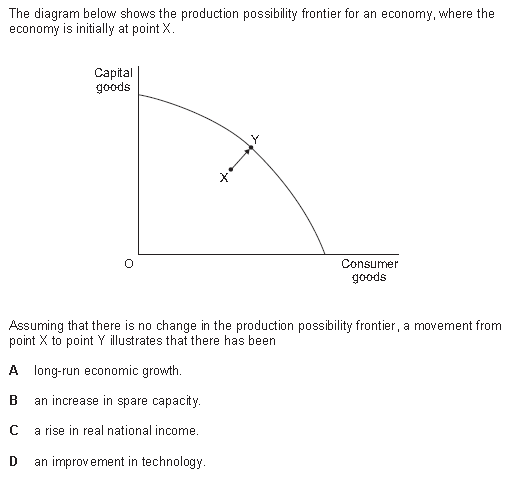 The diagram below shows the production possibility frontier for an economy, where the
economy is initially at point X.
Capital
goods
Y
X
O
Consumer
goods
Assuming that there is no change in the production possibility frontier, a movement from
point X to point Y illustrates that there has been
A long-run economic growth.
B an increase in spare capacity.
C a rise in real national income.
D an improvement in technology.